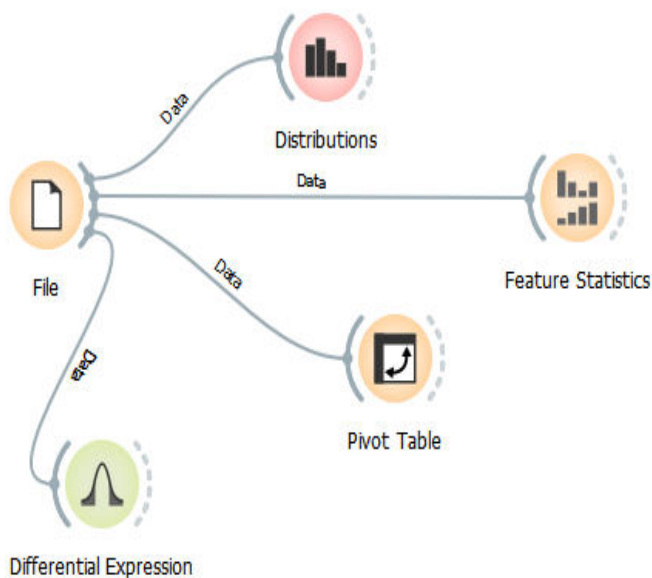 Data
Distributions
Data
File
Data
Feature Statistics
Data
Pivot Table
Differential Expression